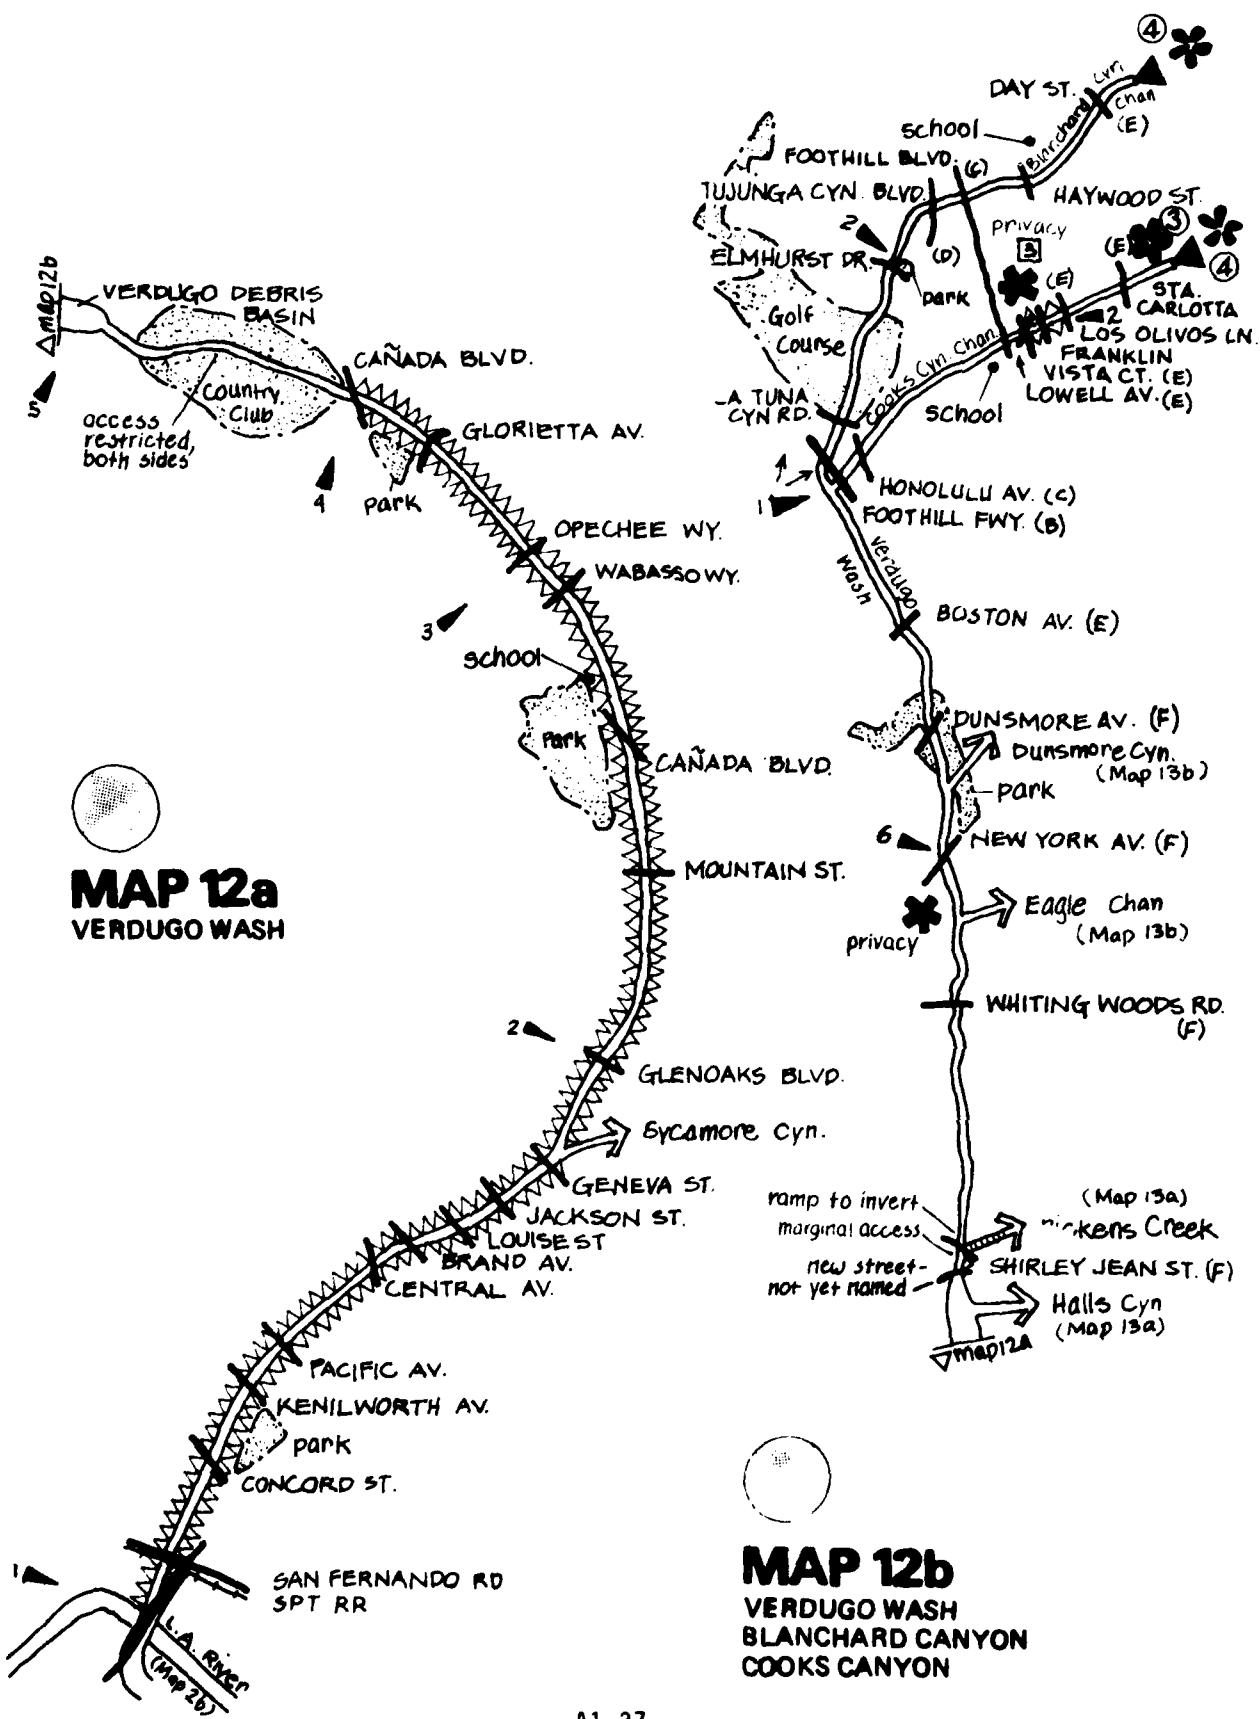 △map 12b
VERDUGO DEBRIS
BASIN
5
access
restricted,
both sides
Country
Club
CAÑADA BLVD.
4
park
GLORIETTA AV.
OPECHEE WY.
WABASSO WY.
3
school
Park
CAÑADA BLVD.
MOUNTAIN ST.
2
GLENOAKS BLVD.
Sycamore Cyn.
GENEVA ST.
JACKSON ST.
LOUISE ST
BRAND AV.
CENTRAL AV.
PACIFIC AV.
KENILWORTH AV.
park
CONCORD ST.
1
SAN FERNANDO RD
SPT RR
L.A. River
(Map 2b)
MAP 12a
VERDUGO WASH
4
DAY ST.
Blanchard Cyn.
Chan
(E)
school
FOOTHILL BLVD.
(C)
TUJUNGA CYN. BLVD.
(D)
HAYWOOD ST.
2
ELMHURST DR.
park
privacy
3
(E)
(E)
3
4
STA.
CARLOTTA
2
LOS OLIVOS LN.
FRANKLIN
VISTA CT. (E)
LOWELL AV. (E)
Golf
Course
Cooks Cyn. Chan.
school
-A TUNA
CYN RD.
1
HONOLULU AV. (C)
FOOTHILL FWY. (B)
Verdugo
Wash
BOSTON AV. (E)
DUNSMORE AV. (F)
Dunsmore Cyn.
(Map 13b)
park
6
NEW YORK AV. (F)
Eagle Chan
(Map 13b)
privacy
WHITING WOODS RD.
(F)
ramp to invert
marginal access
(Map 13a)
kens Creek
new street-
not yet named
SHIRLEY JEAN ST. (F)
Halls Cyn
(Map 13a)
map 12A
MAP 12b
VERDUGO WASH
BLANCHARD CANYON
COOKS CANYON